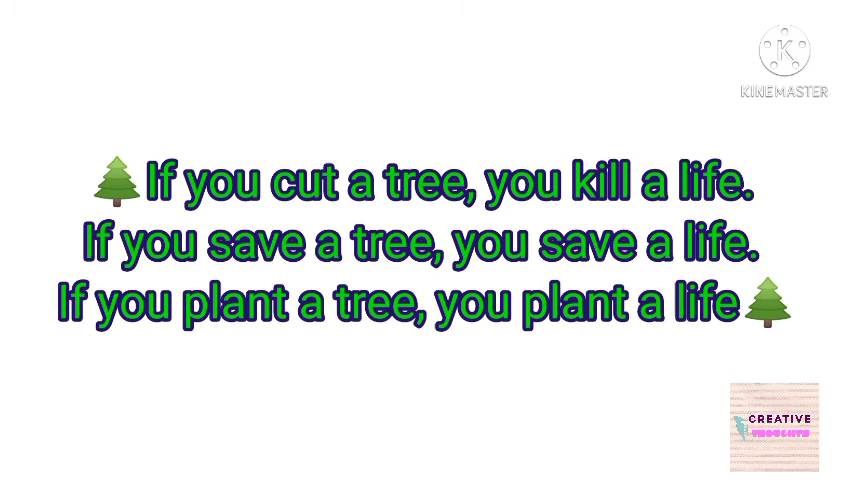 KINEMASTER
🌲If you cut a tree, you kill a life.
If you save a tree, you save a life.
If you plant a tree, you plant a life🌲
CREATIVE
THOUGHTS